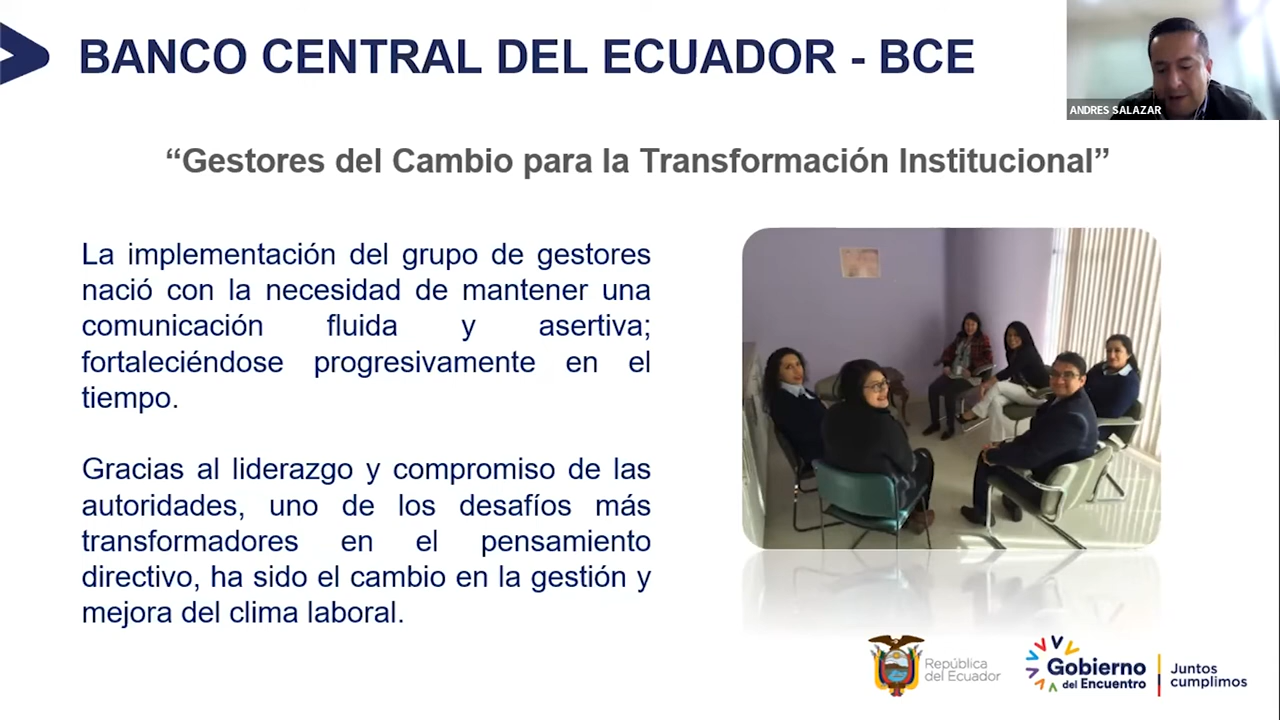 BANCO CENTRAL DEL ECUADOR - BCE
ANDRES SALAZAR
“Gestores del Cambio para la Transformación Institucional”
La implementación del grupo de gestores
nació con la necesidad de mantener una
comunicación fluida y asertiva;
fortaleciéndose progresivamente en el
tiempo.
Gracias al liderazgo y compromiso de las
autoridades, uno de los desafíos más
transformadores en el pensamiento
directivo, ha sido el cambio en la gestión y
mejora del clima laboral.
República
del Ecuador
Gobierno
del Encuentro
Juntos
cumplimos